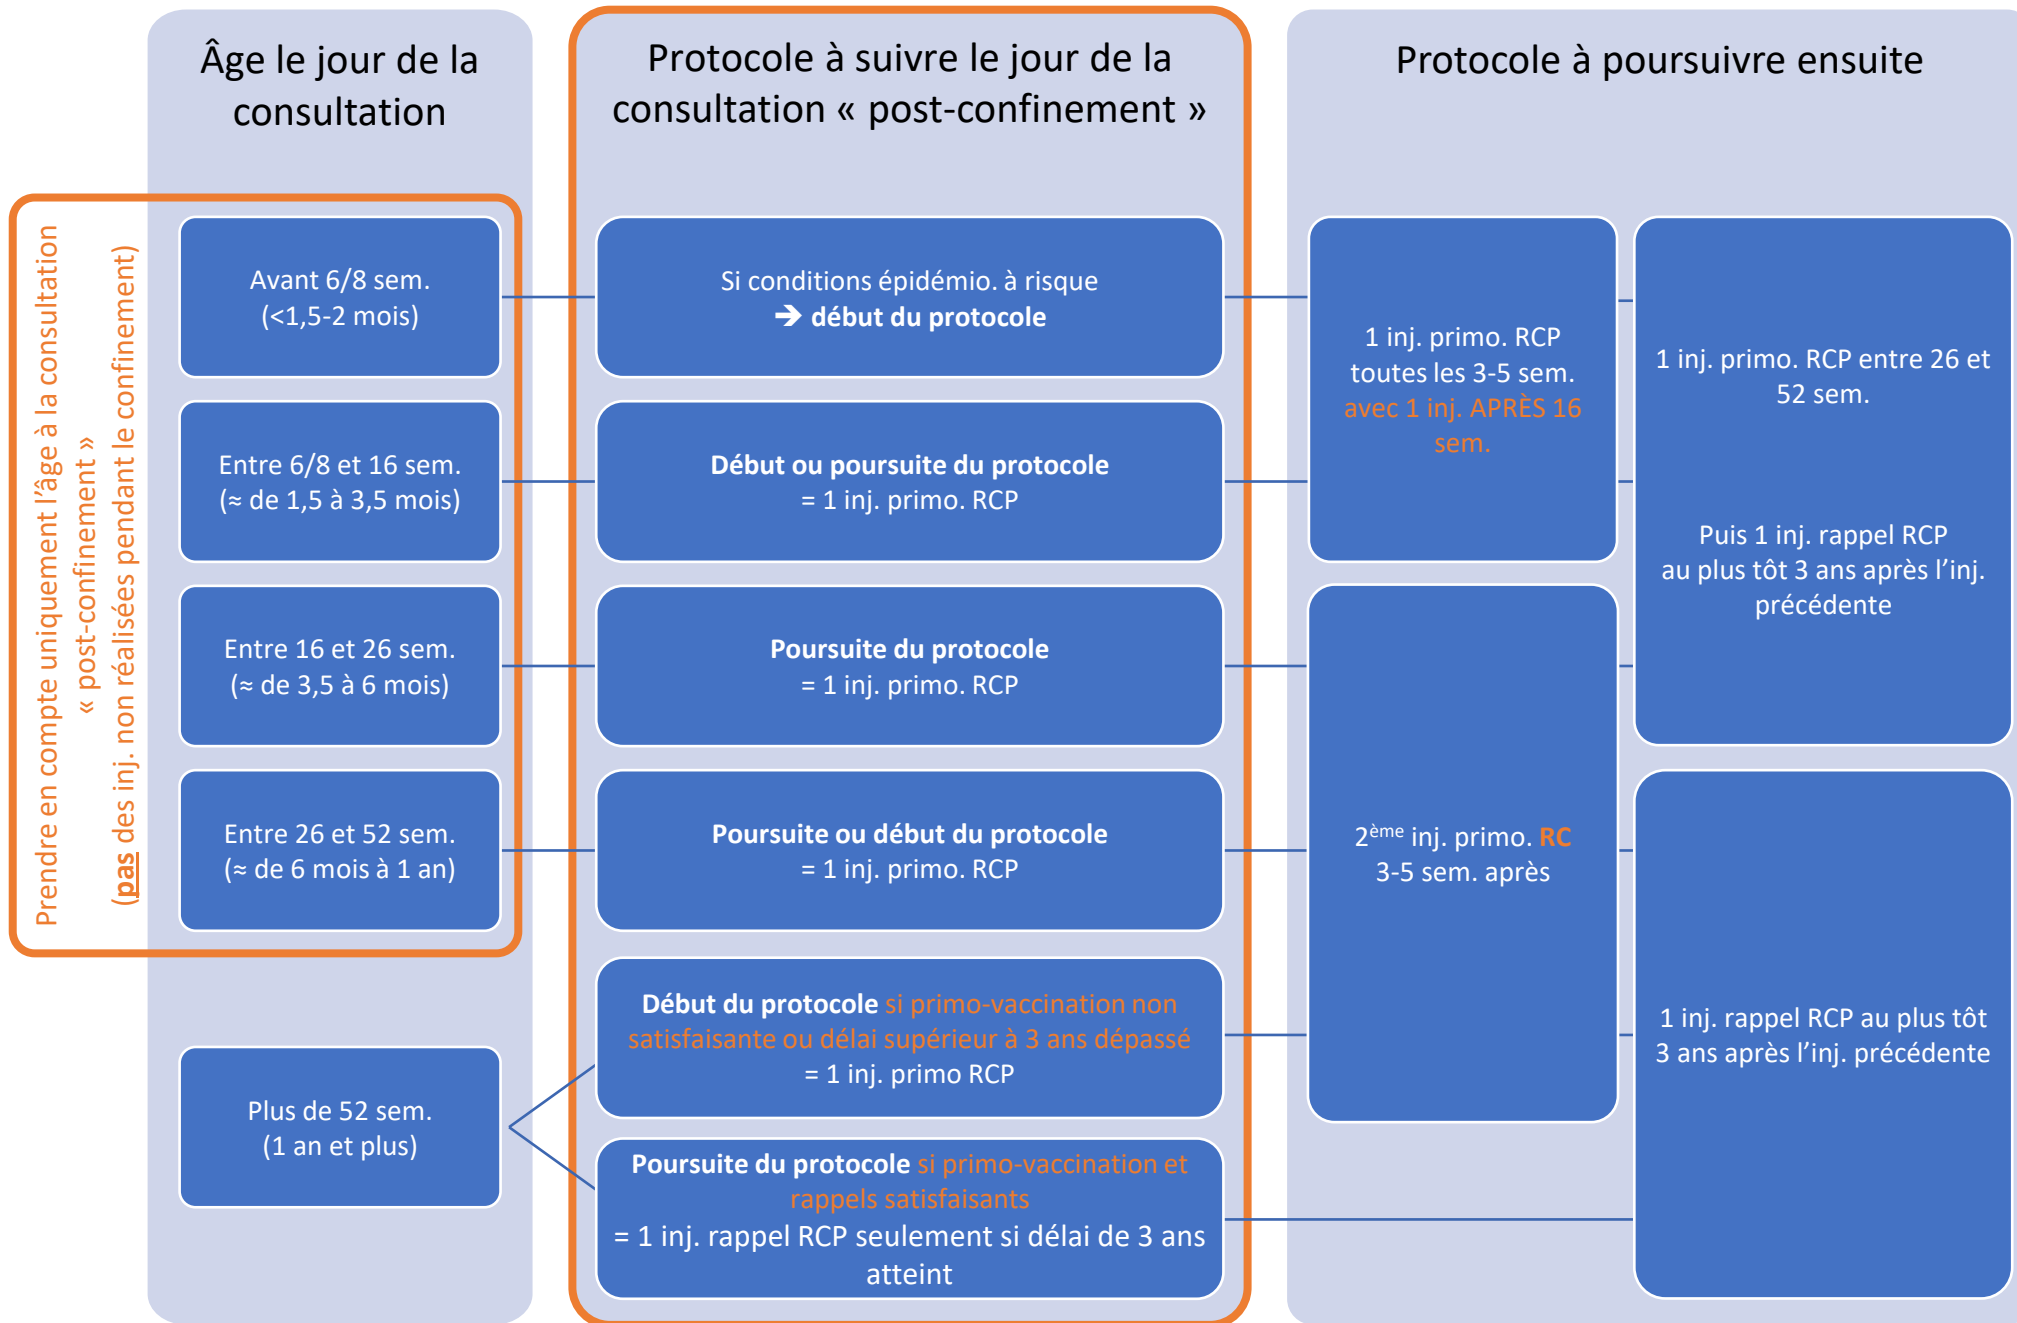 Âge le jour de la
consultation
Protocole à suivre le jour de la
consultation « post-confinement »
Protocole à poursuivre ensuite
Prendre en compte uniquement l'âge à la consultation
« post-confinement »
(pas des inj. non réalisées pendant le confinement)
Avant 6/8 sem.
(<1,5-2 mois)
Si conditions épidémio. à risque
➔ début du protocole
1 inj. primo. RCP
toutes les 3-5 sem.
avec 1 inj. APRÈS 16
sem.
1 inj. primo. RCP entre 26 et
52 sem.
Puis 1 inj. rappel RCP
au plus tôt 3 ans après l'inj.
précédente
Entre 6/8 et 16 sem.
(≈ de 1,5 à 3,5 mois)
Début ou poursuite du protocole
= 1 inj. primo. RCP
Entre 16 et 26 sem.
(≈ de 3,5 à 6 mois)
Poursuite du protocole
= 1 inj. primo. RCP
2ème inj. primo. RC
3-5 sem. après
Entre 26 et 52 sem.
(≈ de 6 mois à 1 an)
Poursuite ou début du protocole
= 1 inj. primo. RCP
1 inj. rappel RCP au plus tôt
3 ans après l'inj. précédente
Plus de 52 sem.
(1 an et plus)
Début du protocole si primo-vaccination non
satisfaisante ou délai supérieur à 3 ans dépassé
= 1 inj. primo RCP
Poursuite du protocole si primo-vaccination et
rappels satisfaisants
= 1 inj. rappel RCP seulement si délai de 3 ans
atteint